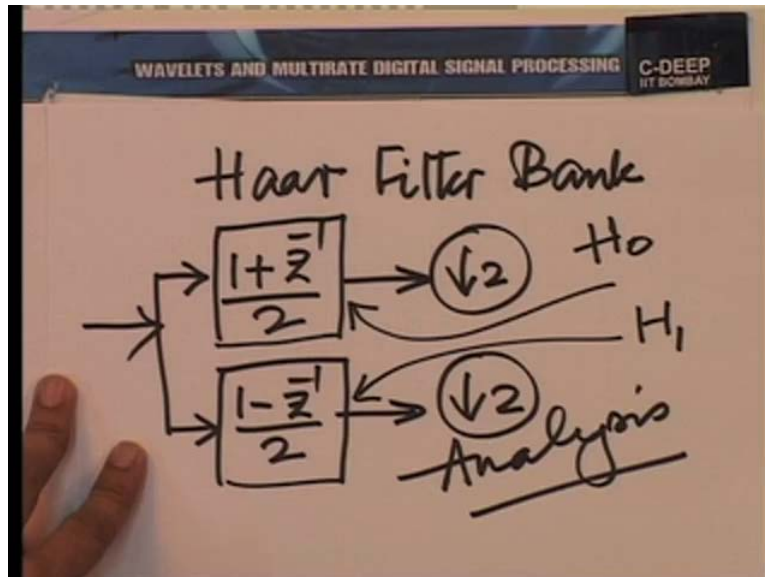 WAVELETS AND MULTIRATE DIGITAL SIGNAL PROCESSING
C-DEEP
IIT BOMBAY
Haar Filter Bank
(1+z⁻¹)/2 ↓2 H₀
H₁
(1-z⁻¹)/2 ↓2
Analysis